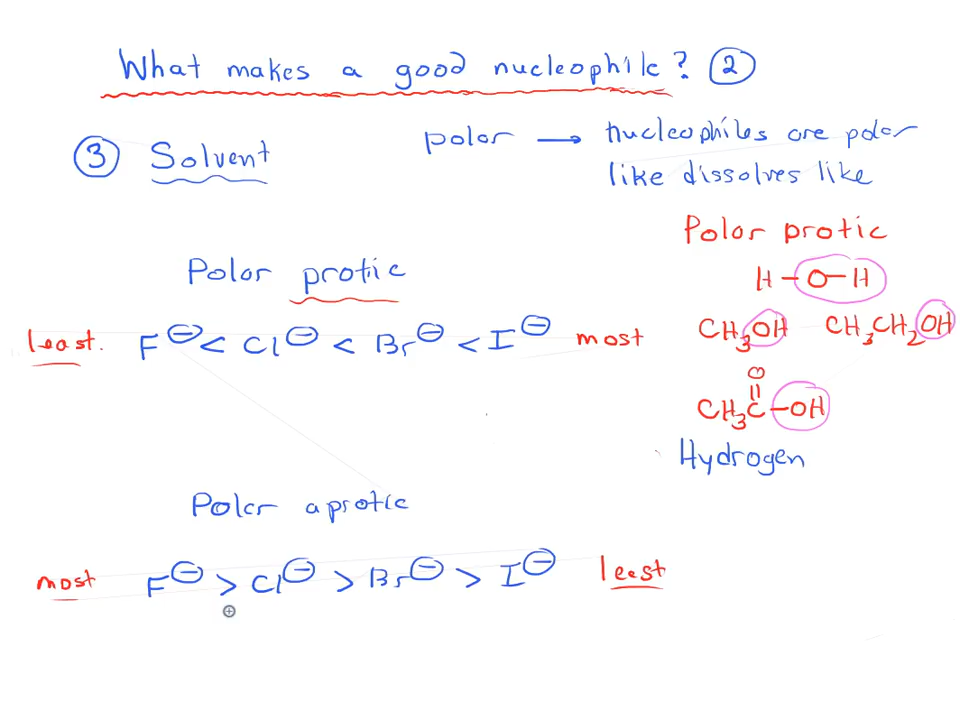 What makes a good nucleophile? ②
③ Solvent
polar → nucleophiles are polar
like dissolves like
Polar protic
least. F⊖ < Cl⊖ < Br⊖ < I⊖ most
Polar protic
H-O-H
CH₃OH CH₃CH₂OH
O
CH₃C-OH
Hydrogen
Polar aprotic
most F⊖ > Cl⊖ > Br⊖ > I⊖ least